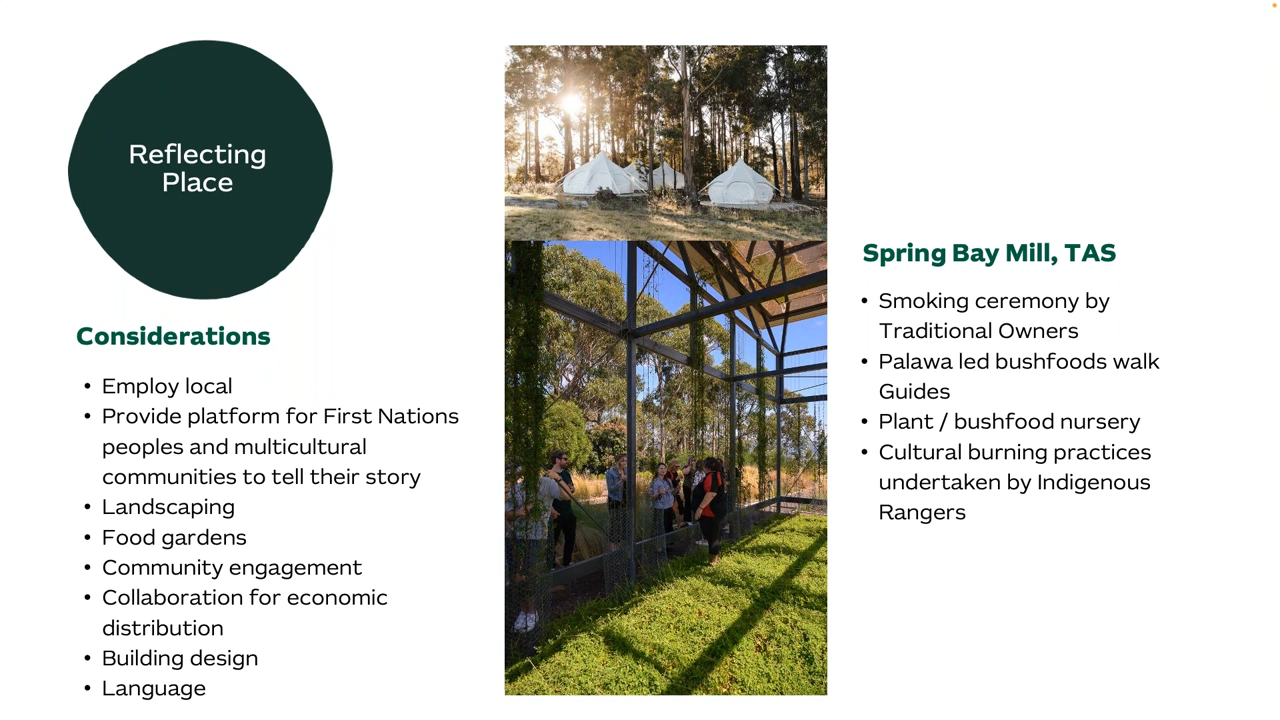 Reflecting
Place
Considerations
• Employ local
• Provide platform for First Nations
peoples and multicultural
communities to tell their story
• Landscaping
• Food gardens
• Community engagement
• Collaboration for economic
distribution
• Building design
• Language
Spring Bay Mill, TAS
• Smoking ceremony by
Traditional Owners
• Palawa led bushfoods walk
Guides
• Plant / bushfood nursery
• Cultural burning practices
undertaken by Indigenous
Rangers